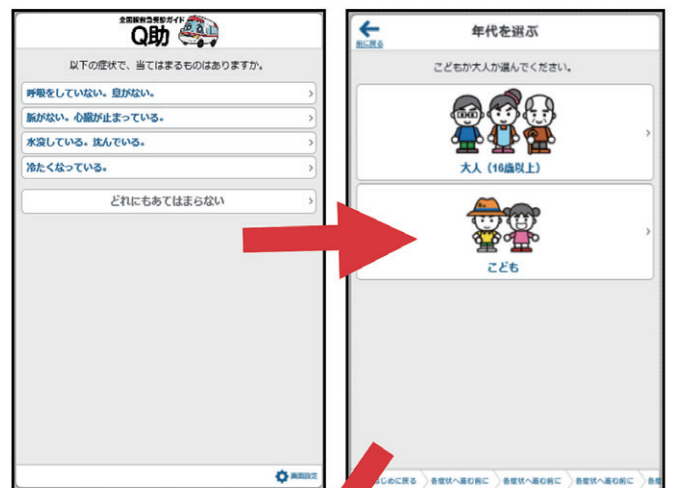 全国版救急受診ガイド
Q助
以下の症状で、当てはまるものはありますか。
呼吸をしていない。息がない。
脈がない。心臓が止まっている。
水没している。沈んでいる。
冷たくなっている。
どれにもあてはまらない
画面設定
前に戻る
年代を選ぶ
こどもか大人か選んでください。
大人（16歳以上）
こども
じめに戻る 各症状へ進む前に 各症状へ進む前に 各症状へ進む前に 各症